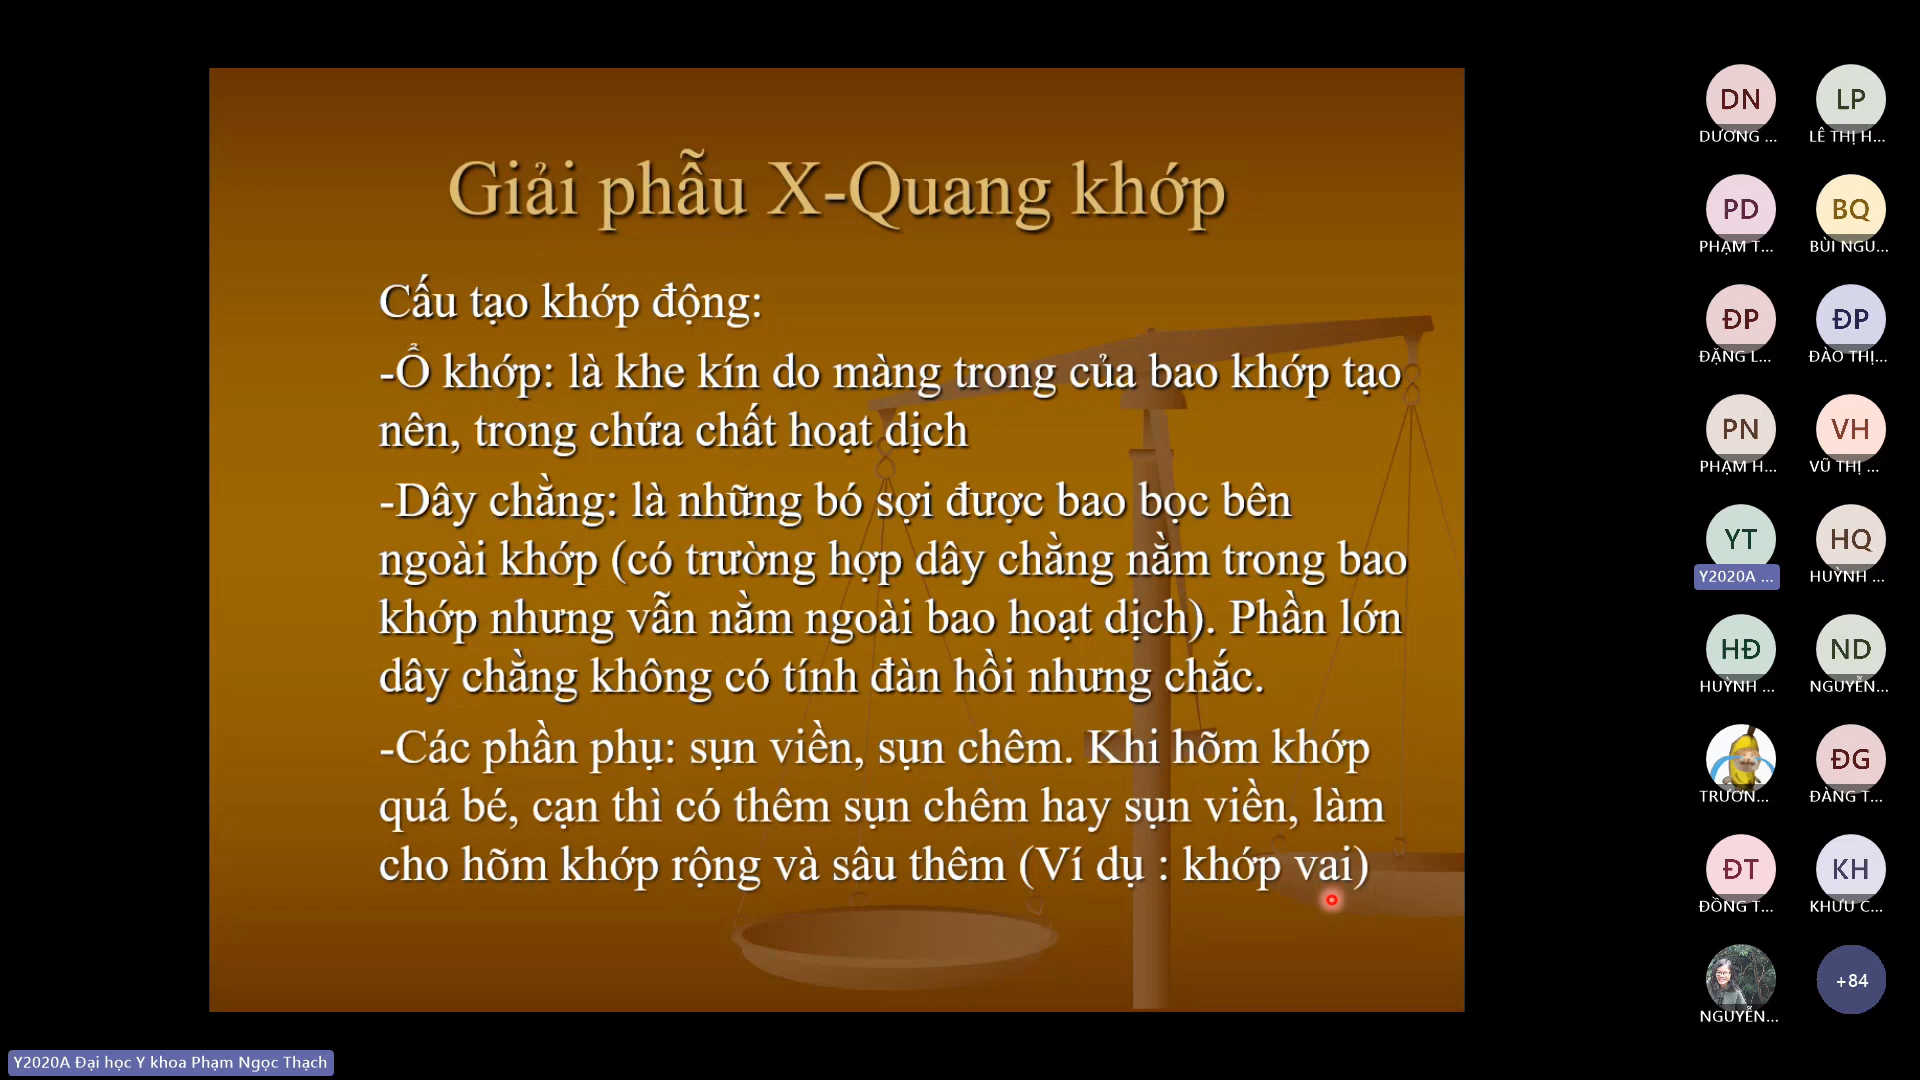 Giải phẫu X-Quang khớp
Cấu tạo khớp động:
-Ổ khớp: là khe kín do màng trong của bao khớp tạo
nên, trong chứa chất hoạt dịch
-Dây chằng: là những bó sợi được bao bọc bên
ngoài khớp (có trường hợp dây chằng nằm trong bao
khớp nhưng vẫn nằm ngoài bao hoạt dịch). Phần lớn
dây chằng không có tính đàn hồi nhưng chắc.
-Các phần phụ: sụn viền, sụn chêm. Khi hõm khớp
quá bé, cạn thì có thêm sụn chêm hay sụn viền, làm
cho hõm khớp rộng và sâu thêm (Ví dụ : khớp vai)
DN
DƯƠNG ...
LP
LÊ THỊ H...
PD
PHẠM T...
BQ
BÙI NGU...
ĐP
ĐẶNG L...
ĐP
ĐÀO THỊ...
PN
PHẠM H...
VH
VŨ THỊ ...
YT
Y2020A ...
HQ
HUỲNH ...
HĐ
HUỲNH ...
ND
NGUYỄN...
TRƯƠN...
ĐG
ĐÀNG T...
ĐT
ĐỒNG T...
KH
KHƯU C...
NGUYỄN...
+84
Y2020A Đại học Y khoa Phạm Ngọc Thạch